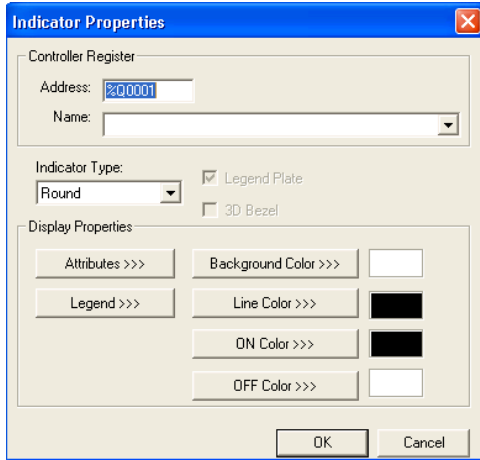 Indicator Properties
Controller Register
Address: %Q0001
Name:
Indicator Type:
Round
Legend Plate
3D Bezel
Display Properties
Attributes >>> Background Color >>>
Legend >>> Line Color >>>
ON Color >>>
OFF Color >>>
OK Cancel